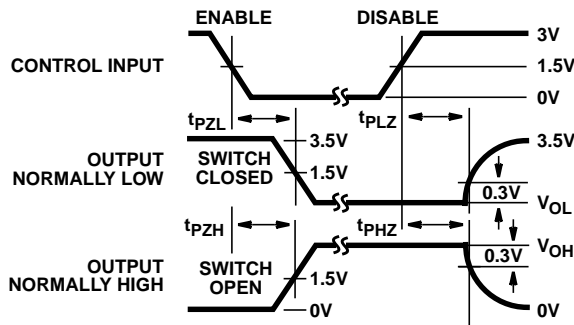 ENABLE DISABLE
3V
CONTROL INPUT 1.5V
0V
tPZL tPLZ
3.5V 3.5V
OUTPUT NORMALLY LOW
SWITCH CLOSED
1.5V
0.3V
VOL
tPZH tPHZ
VOH
0.3V
OUTPUT NORMALLY HIGH
SWITCH OPEN
1.5V
0V 0V